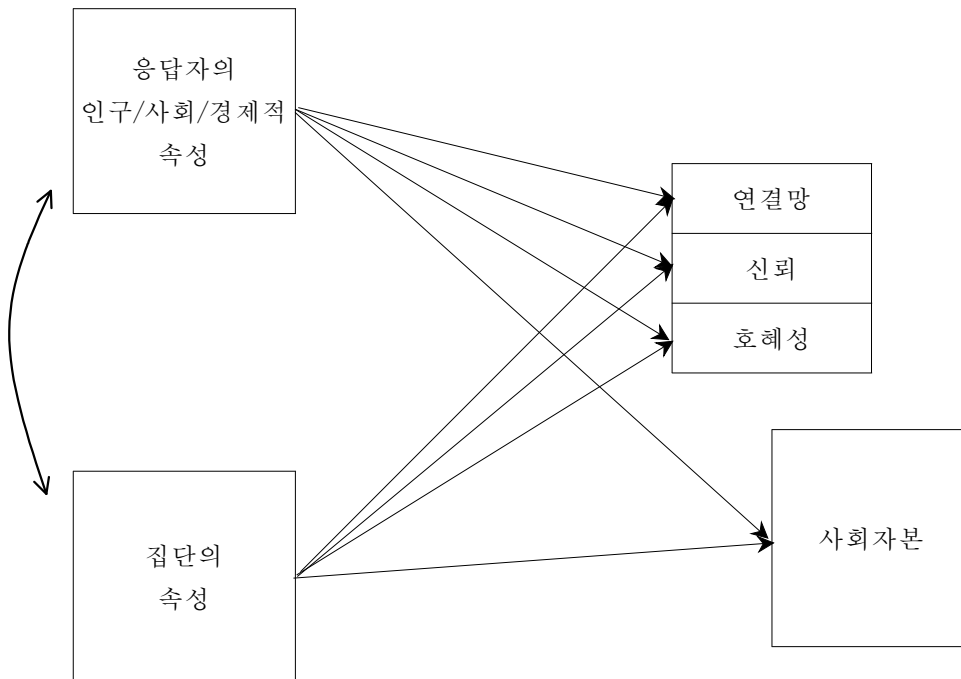 응답자의
인구/사회/경제적
속성
연결망
신뢰
호혜성
사회자본
집단의
속성